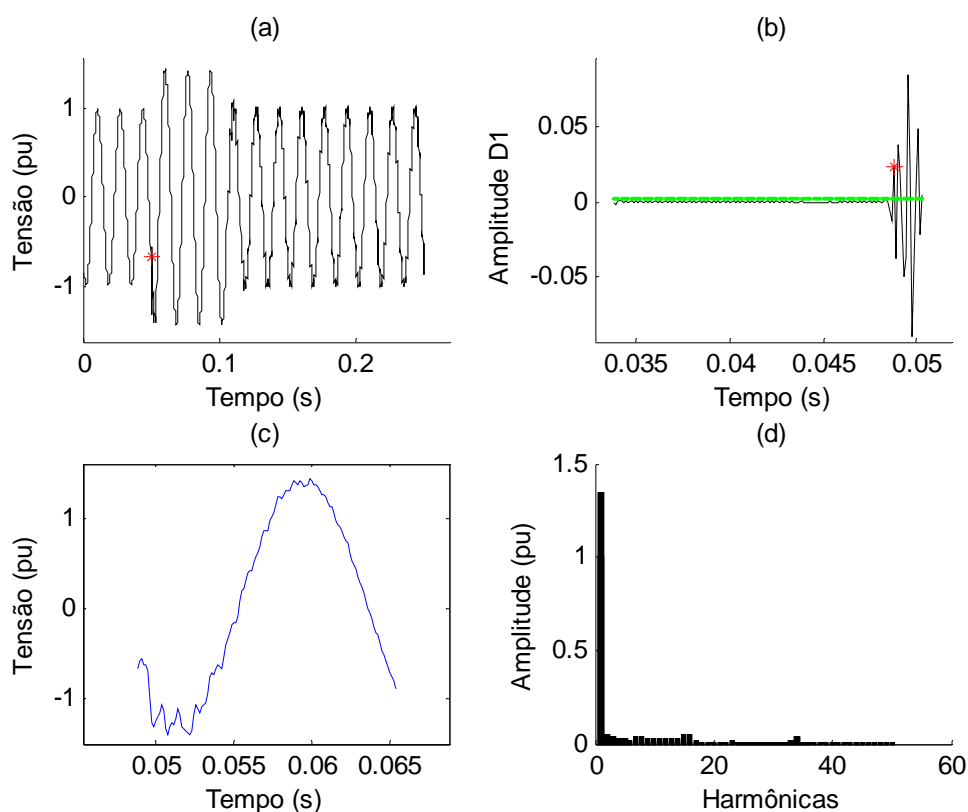 (a)
Tensão (pu)
1
0
-1
0
0.1
0.2
Tempo (s)
(b)
Amplitude D1
0.05
0
-0.05
0.035
0.04
0.045
0.05
Tempo (s)
(c)
Tensão (pu)
1
0
-1
0.05
0.055
0.06
0.065
Tempo (s)
(d)
Amplitude (pu)
1.5
1
0.5
0
0
20
40
60
Harmônicas